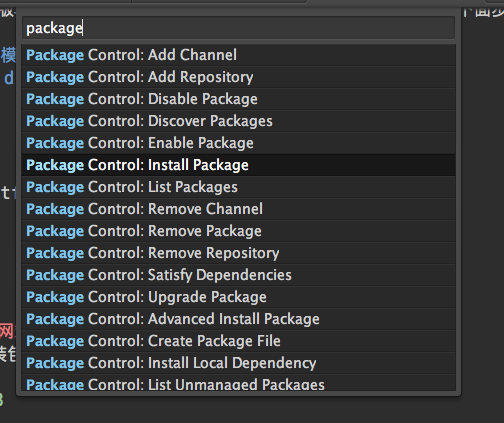 package
Package Control: Add Channel
Package Control: Add Repository
Package Control: Disable Package
Package Control: Discover Packages
Package Control: Enable Package
Package Control: Install Package
Package Control: List Packages
Package Control: Remove Channel
Package Control: Remove Package
Package Control: Remove Repository
Package Control: Satisfy Dependencies
Package Control: Upgrade Package
Package Control: Advanced Install Package
Package Control: Create Package File
Package Control: Install Local Dependency
Package Control: List Unmanaged Packages
模
d
网